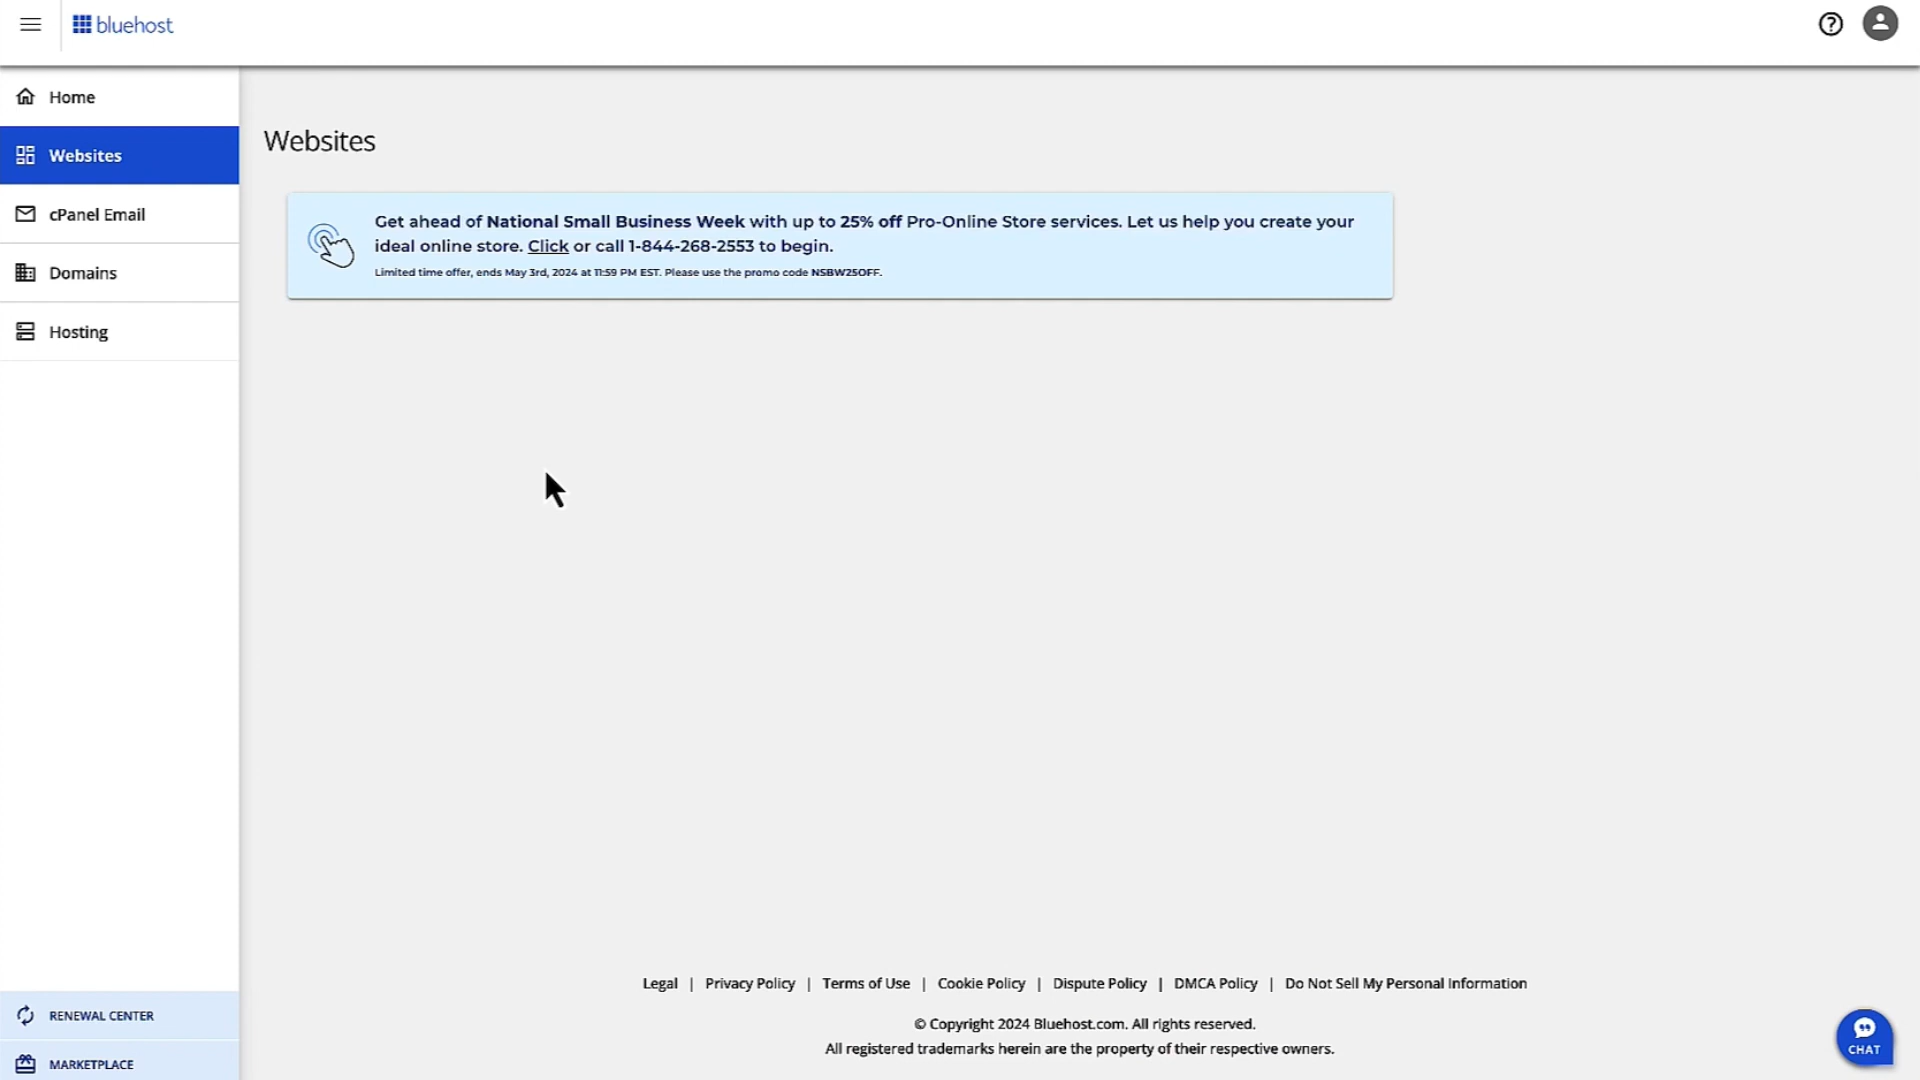 bluehost
Home
Websites
cPanel Email
Domains
Hosting
RENEWAL CENTER
MARKETPLACE
Websites
Get ahead of National Small Business Week with up to 25% off Pro-Online Store services. Let us help you create your
ideal online store. Click or call 1-844-268-2553 to begin.
Limited time offer, ends May 3rd, 2024 at 11:59 PM EST. Please use the promo code NSBW25OFF.
Legal | Privacy Policy | Terms of Use | Cookie Policy | Dispute Policy | DMCA Policy | Do Not Sell My Personal Information
© Copyright 2024 Bluehost.com. All rights reserved.
All registered trademarks herein are the property of their respective owners.
CHAT